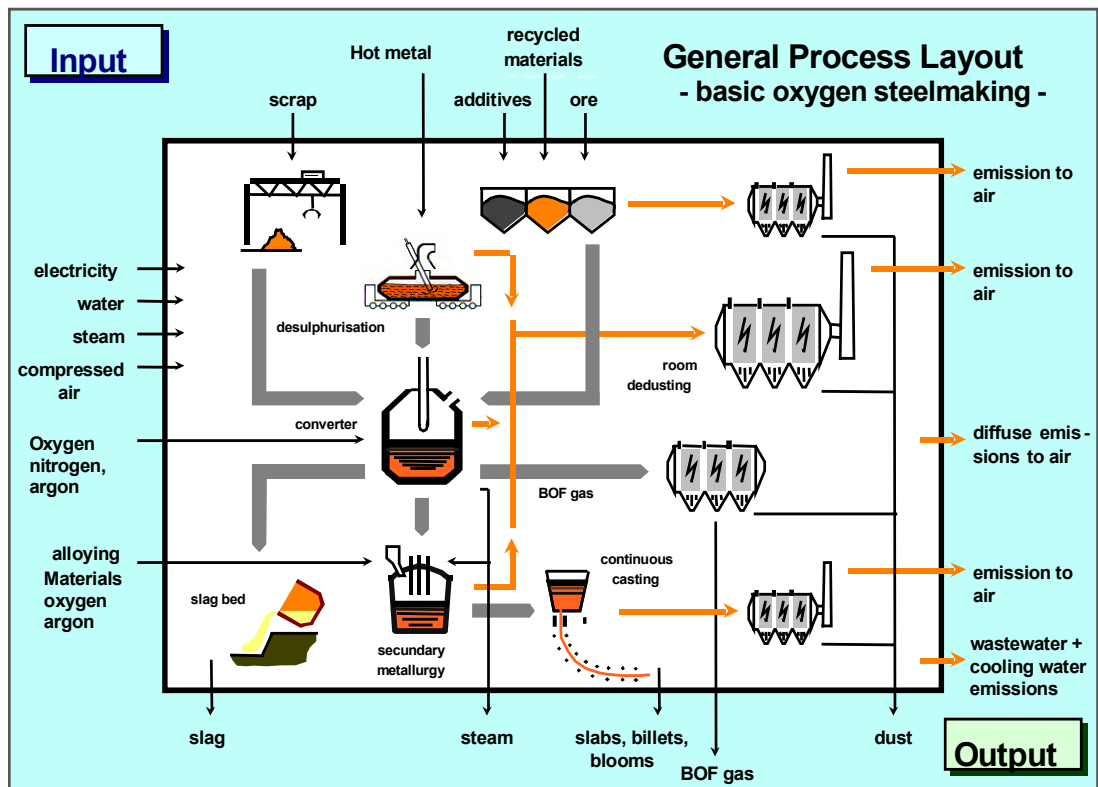 Input
General Process Layout
- basic oxygen steelmaking -
Hot metal
recycled
materials
scrap
additives
ore
emission to
air
electricity
water
steam
compressed
air
desulphurisation
emission to
air
room
dedusting
converter
Oxygen
nitrogen,
argon
diffuse emis -
sions to air
BOF gas
alloying
Materials
oxygen
argon
slag bed
continuous
casting
emission to
air
secundary
metallurgy
wastewater +
cooling water
emissions
slag
steam
slabs, billets,
blooms
BOF gas
dust
Output